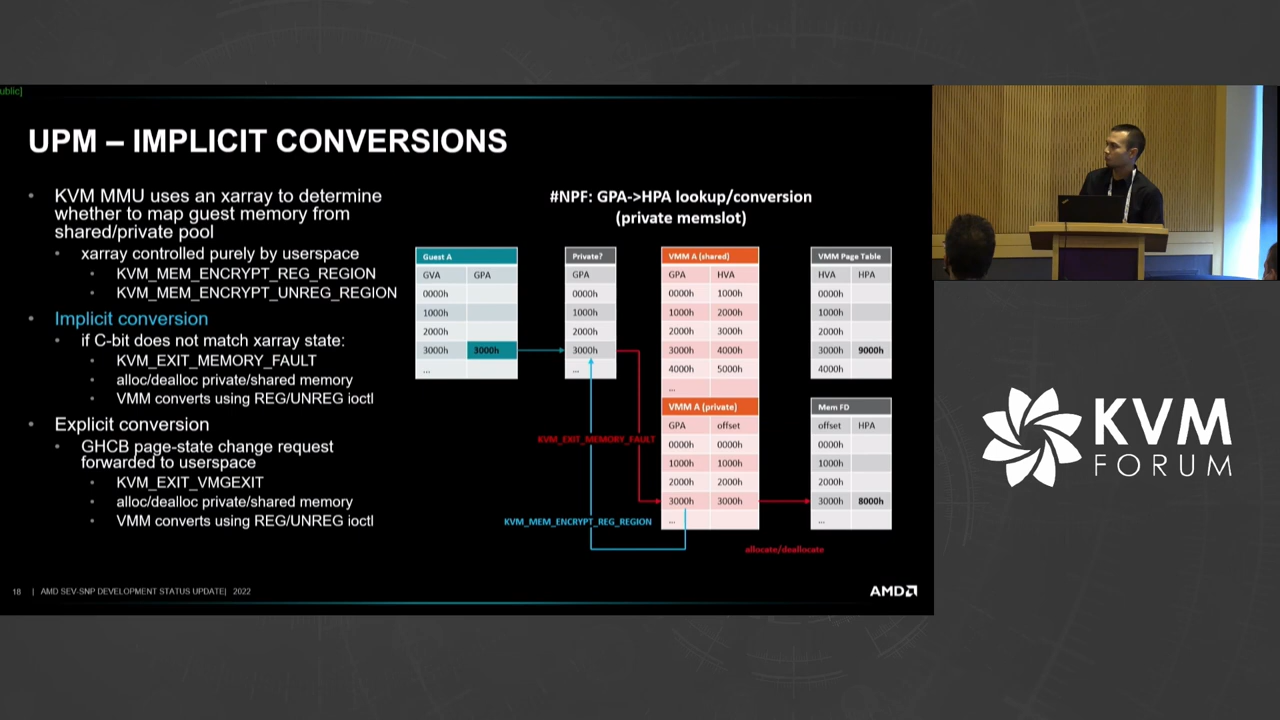 ublic]
UPM – IMPLICIT CONVERSIONS
• KVM MMU uses an xarray to determine
whether to map guest memory from
shared/private pool
• xarray controlled purely by userspace
• KVM_MEM_ENCRYPT_REG_REGION
• KVM_MEM_ENCRYPT_UNREG_REGION
• Implicit conversion
• if C-bit does not match xarray state:
• KVM_EXIT_MEMORY_FAULT
• alloc/dealloc private/shared memory
• VMM converts using REG/UNREG ioctl
• Explicit conversion
• GHCB page-state change request
forwarded to userspace
• KVM_EXIT_VMGEXIT
• alloc/dealloc private/shared memory
• VMM converts using REG/UNREG ioctl
#NPF: GPA->HPA lookup/conversion
(private memslot)
Guest A
GVA GPA
0000h
1000h
2000h
3000h 3000h
...
Private?
GPA
0000h
1000h
2000h
3000h
...
VMM A (shared)
GPA HVA
0000h 1000h
1000h 2000h
2000h 3000h
3000h 4000h
4000h 5000h
...
VMM A (private)
GPA offset
0000h 0000h
1000h 1000h
2000h 2000h
3000h 3000h
...
VMM Page Table
HVA HPA
0000h
1000h
2000h
3000h 9000h
4000h
Mem FD
offset HPA
0000h
1000h
2000h
3000h 8000h
...
KVM_EXIT_MEMORY_FAULT
KVM_MEM_ENCRYPT_REG_REGION
allocate/deallocate
18 | AMD SEV-SNP DEVELOPMENT STATUS UPDATE| 2022
AMD
KVM
FORUM